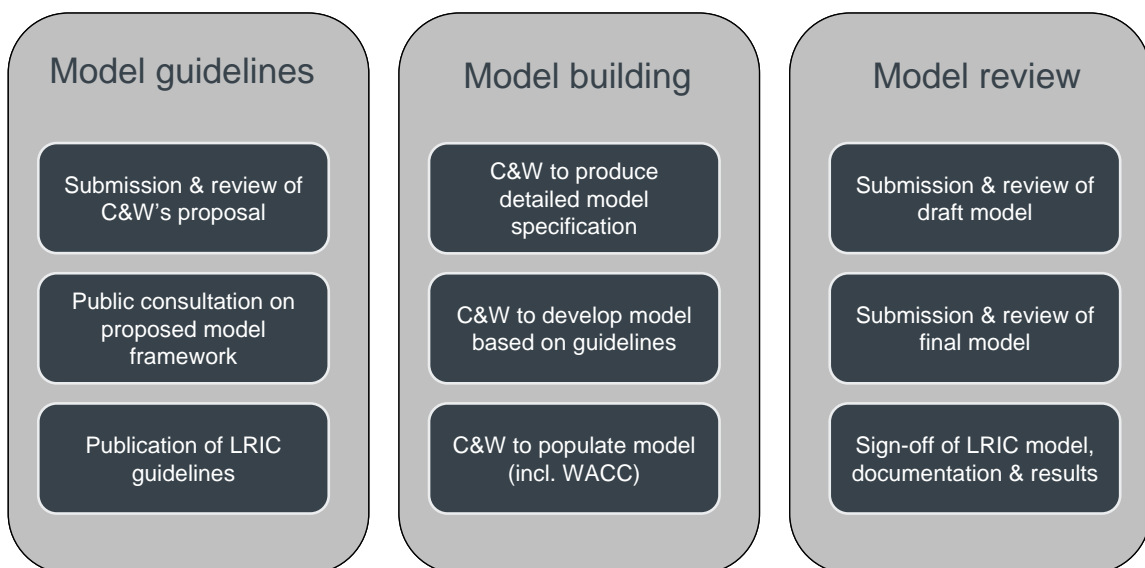 Model guidelines
Submission & review of
C&W's proposal
Public consultation on
proposed model
framework
Publication of LRIC
guidelines
Model building
C&W to produce
detailed model
specification
C&W to develop model
based on guidelines
C&W to populate model
(incl. WACC)
Model review
Submission & review of
draft model
Submission & review of
final model
Sign-off of LRIC model,
documentation & results